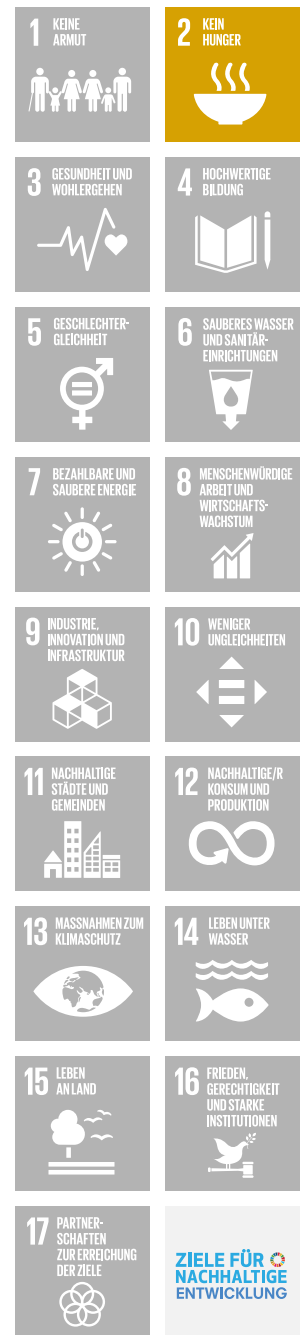 1 KEINE
ARMUT
2 KEIN
HUNGER
3 GESUNDHEIT UND
WOHLERGEHEN
4 HOCHWERTIGE
BILDUNG
5 GESCHLECHTER-
GLEICHHEIT
6 SAUBERES WASSER
UND SANITÄR-
EINRICHTUNGEN
7 BEZAHLBARE UND
SAUBERE ENERGIE
8 MENSCHENWÜRDIGE
ARBEIT UND
WIRTSCHAFTS-
WACHSTUM
9 INDUSTRIE,
INNOVATION UND
INFRASTRUKTUR
10 WENIGER
UNGLEICHHEITEN
11 NACHHALTIGE
STÄDTE UND
GEMEINDEN
12 NACHHALTIGE/R
KONSUM UND
PRODUKTION
13 MASSNAHMEN ZUM
KLIMASCHUTZ
14 LEBEN UNTER
WASSER
15 LEBEN
AN LAND
16 FRIEDEN,
GERECHTIGKEIT
UND STARKE
INSTITUTIONEN
17 PARTNER-
SCHAFTEN
ZUR ERREICHUNG
DER ZIELE
ZIELE FÜR
NACHHALTIGE
ENTWICKLUNG